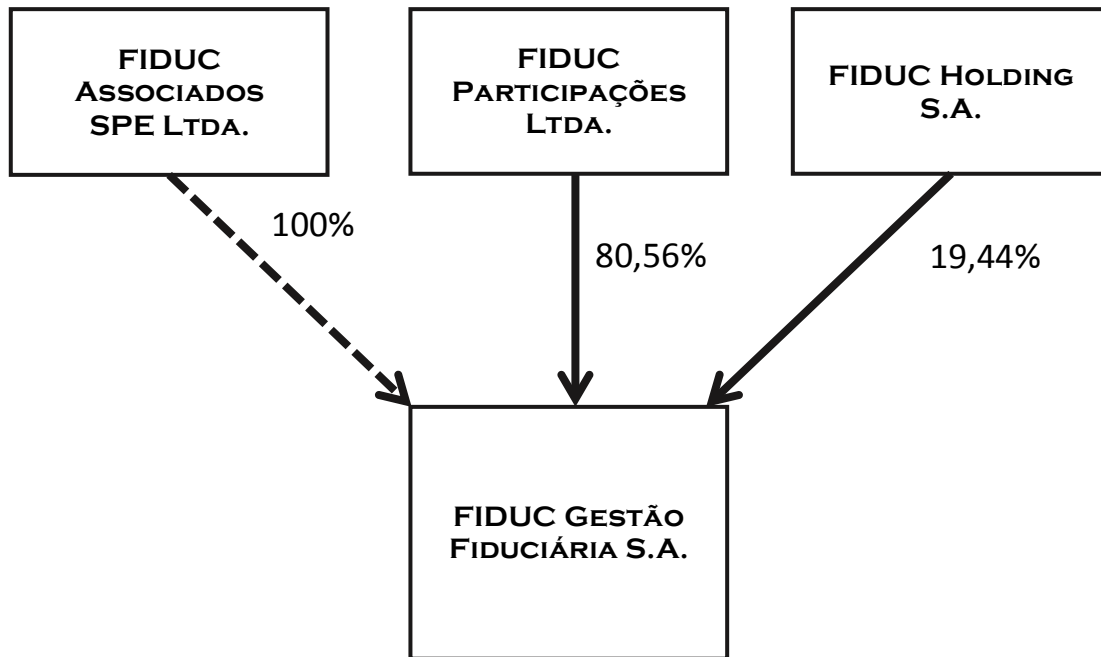 FIDUC
ASSOCIADOS
SPE LTDA.
FIDUC
PARTICIPAÇÕES
LTDA.
FIDUC HOLDING
S.A.
100%
80,56%
19,44%
FIDUC GESTÃO
FIDUCIÁRIA S.A.